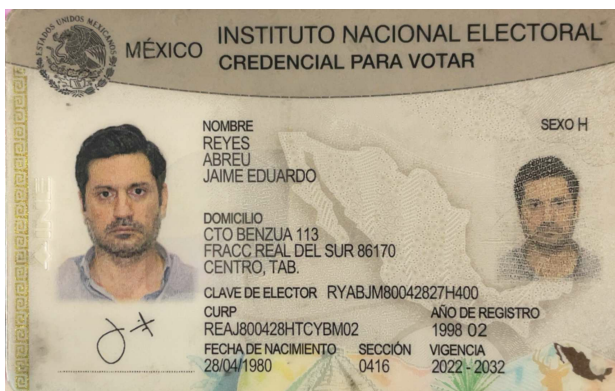 ESTADOS UNIDOS MEXICANOS
MÉXICO
INSTITUTO NACIONAL ELECTORAL
CREDENCIAL PARA VOTAR
NOMBRE
SEXO H
REYES
ABREU
JAIME EDUARDO
DOMICILIO
CTO BENZUA 113
FRACC REAL DEL SUR 86170
CENTRO, TAB.
CLAVE DE ELECTOR RYABJM80042827H400
CURP
AÑO DE REGISTRO
REAJ800428HTCYBM02
1998 02
FECHA DE NACIMIENTO SECCIÓN VIGENCIA
28/04/1980 0416 2022 - 2032